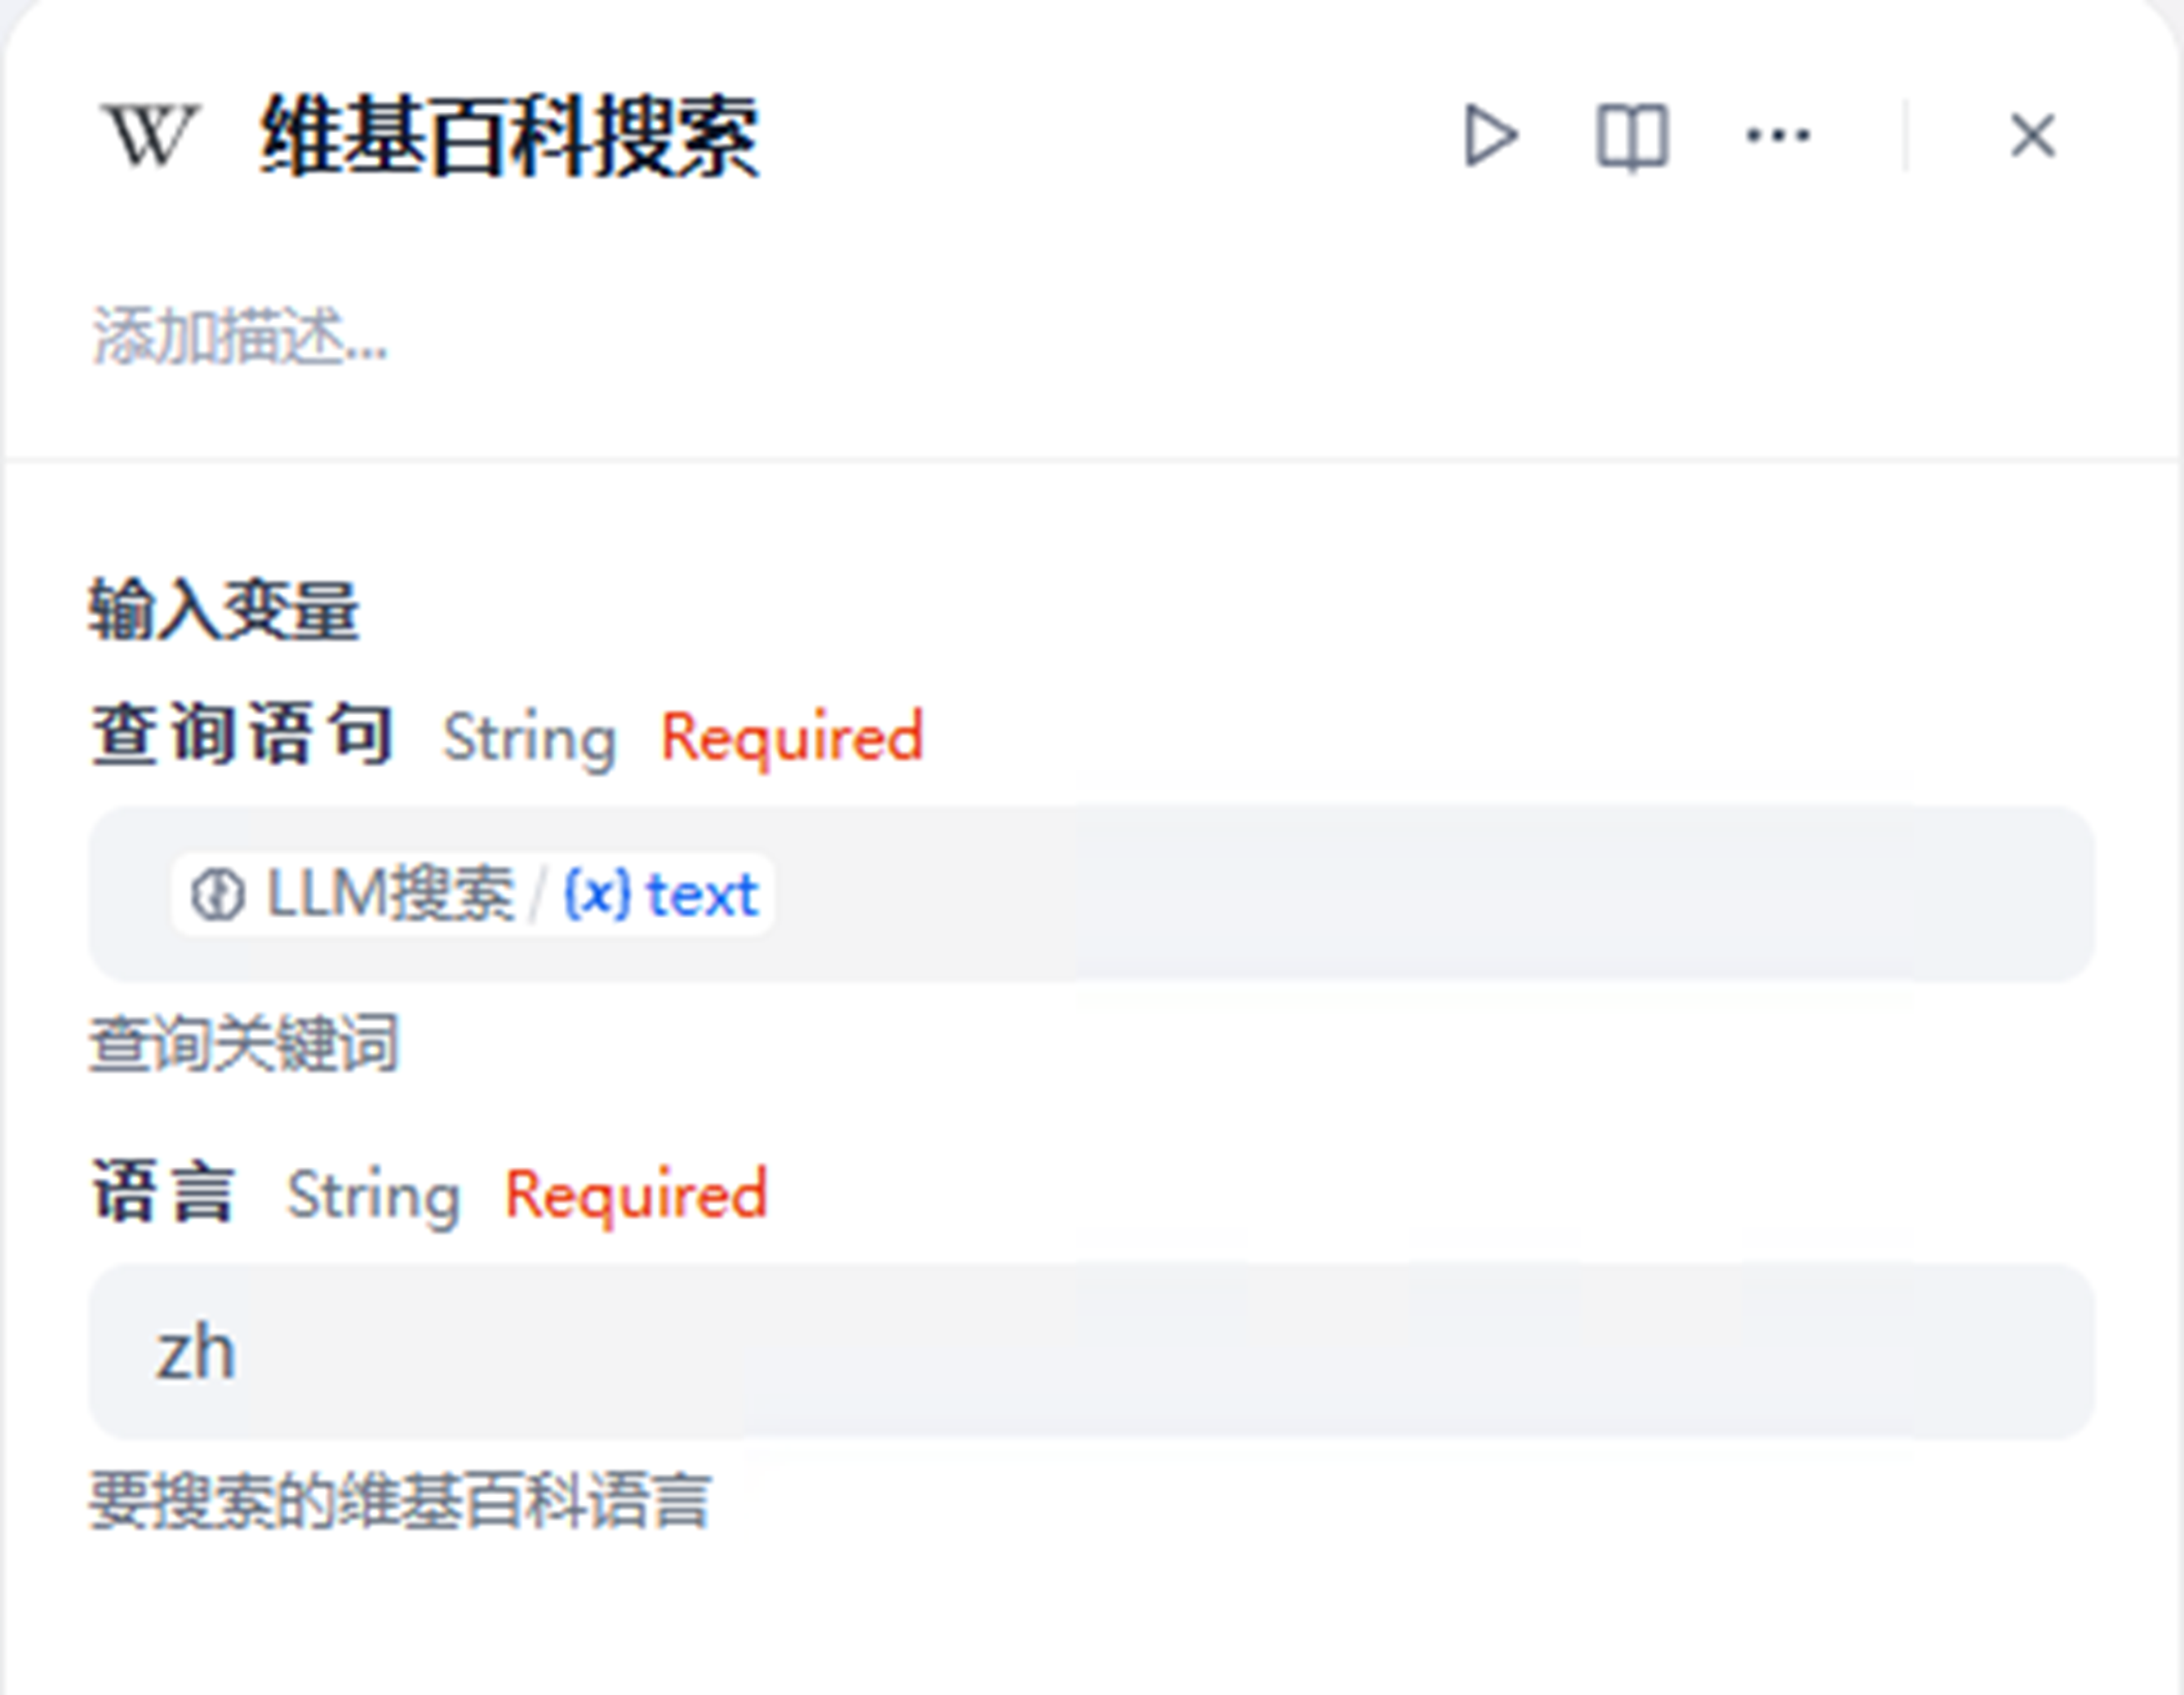 W 维基百科搜索
添加描述...
输入变量
查询语句 String Required
LLM搜索 / {x} text
查询关键词
语言 String Required
zh
要搜索的维基百科语言